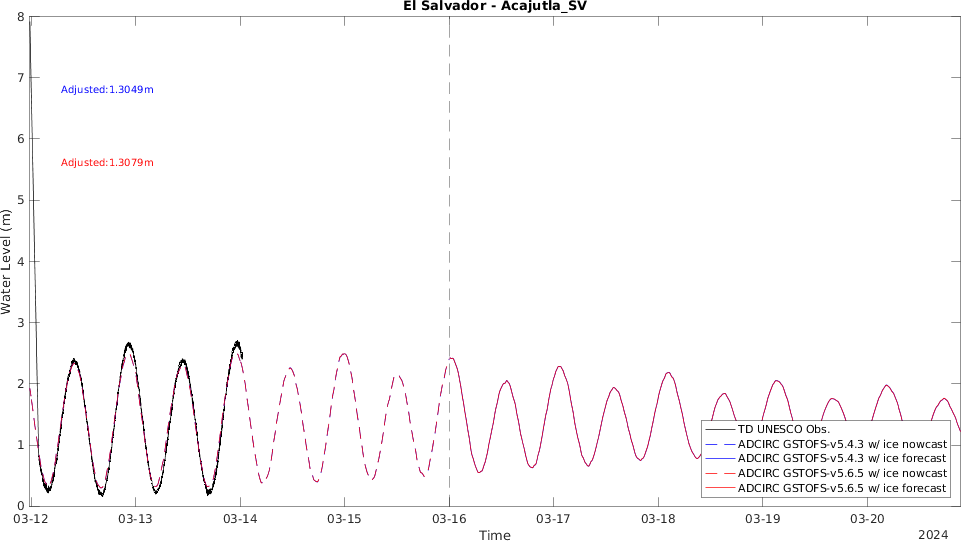 El Salvador - Acajutla_SV
8
7
6
5
4
3
2
1
0
Water Level (m)
Adjusted:1.3049m
Adjusted:1.3079m
TD UNESCO Obs.
ADCIRC GSTOFS-v5.4.3 w/ ice nowcast
ADCIRC GSTOFS-v5.4.3 w/ ice forecast
ADCIRC GSTOFS-v5.6.5 w/ ice nowcast
ADCIRC GSTOFS-v5.6.5 w/ ice forecast
03-12 03-13 03-14 03-15 03-16 03-17 03-18 03-19 03-20
Time
2024